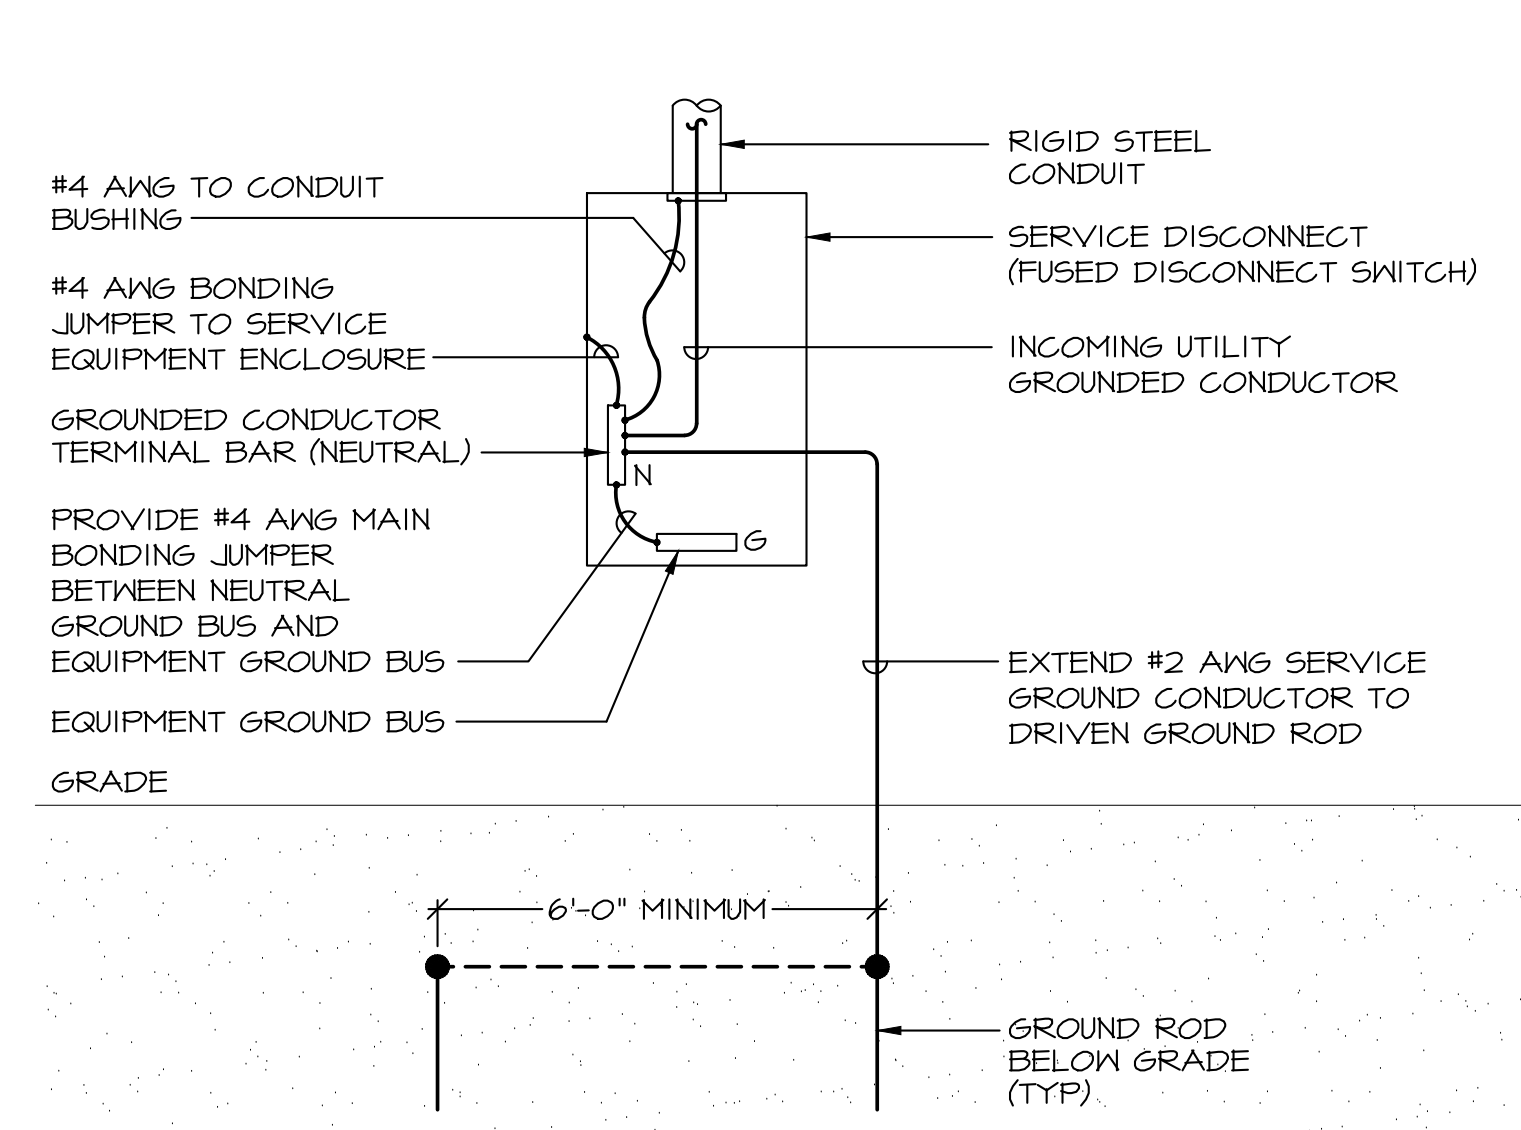 #4 AWG TO CONDUIT
BUSHING
#4 AWG BONDING
JUMPER TO SERVICE
EQUIPMENT ENCLOSURE
GROUNDED CONDUCTOR
TERMINAL BAR (NEUTRAL)
PROVIDE #4 AWG MAIN
BONDING JUMPER
BETWEEN NEUTRAL
GROUND BUS AND
EQUIPMENT GROUND BUS
EQUIPMENT GROUND BUS
GRADE
N
G
RIGID STEEL
CONDUIT
SERVICE DISCONNECT
(FUSED DISCONNECT SWITCH)
INCOMING UTILITY
GROUNDED CONDUCTOR
EXTEND #2 AWG SERVICE
GROUND CONDUCTOR TO
DRIVEN GROUND ROD
6'-0" MINIMUM
GROUND ROD
BELOW GRADE
(TYP)